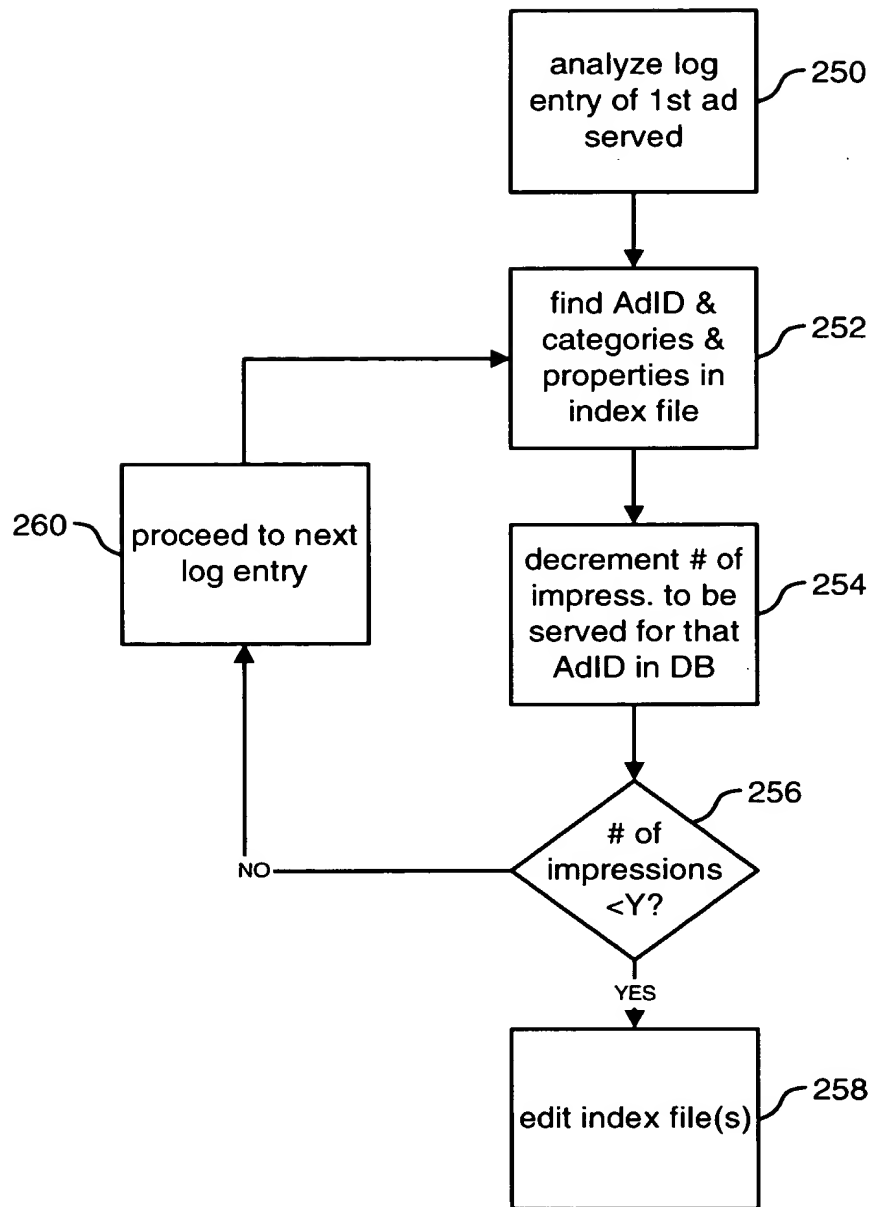 analyze log
entry of 1st ad
served
250
find AdID &
categories &
properties in
index file
252
260
proceed to next
log entry
decrement # of
impress. to be
served for that
AdID in DB
254
256
# of
impressions
<Y?
NO
YES
edit index file(s)
258